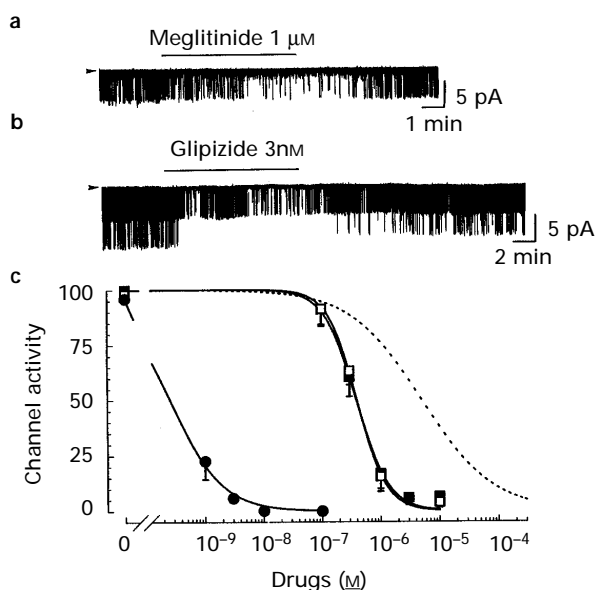 a
Meglitinide 1 μM
5 pA
1 min
b
Glipizide 3nM
5 pA
2 min
c
Channel activity
100
75
50
25
0
0
10⁻⁹
10⁻⁸
10⁻⁷
10⁻⁶
10⁻⁵
10⁻⁴
Drugs (M)